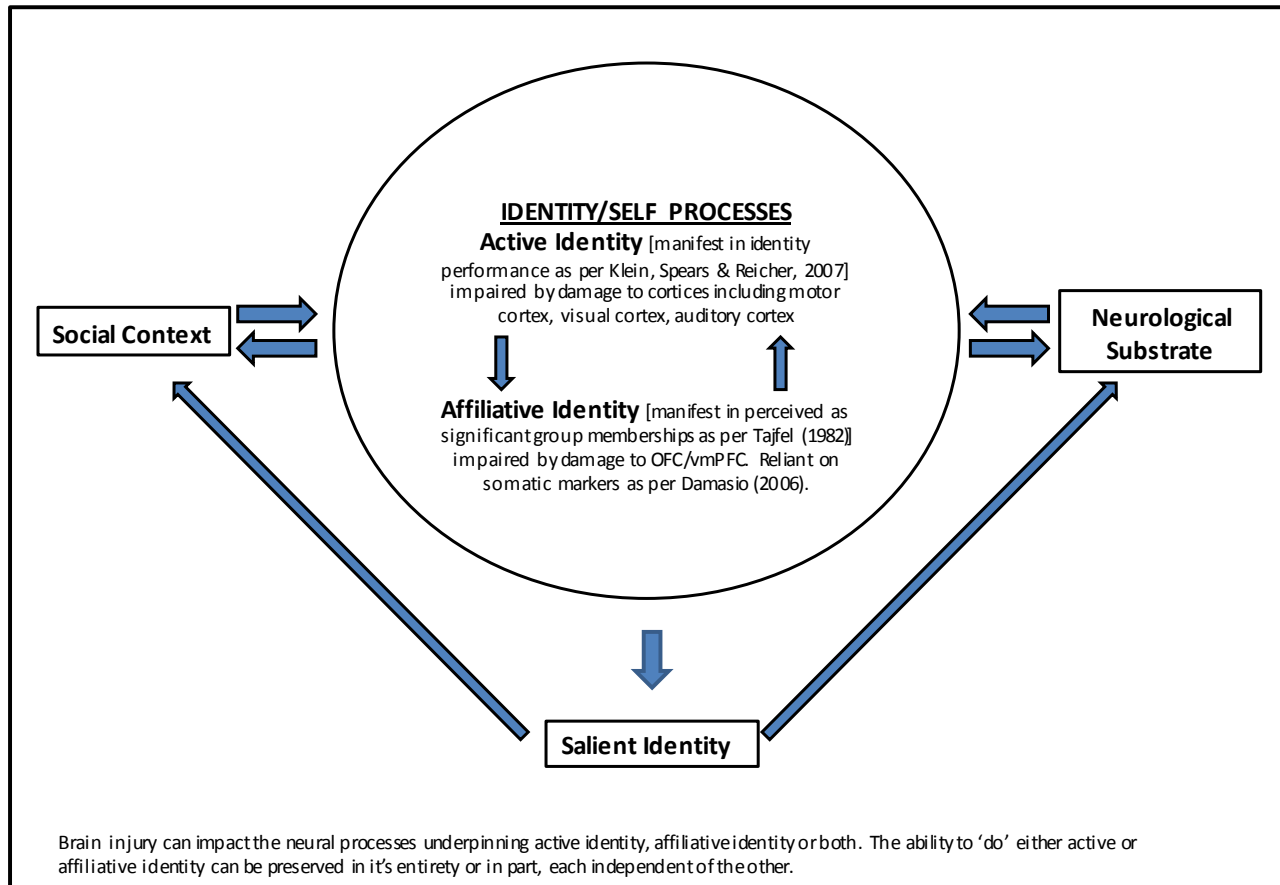 IDENTITY/SELF PROCESSES
Active Identity [manifest in identity
performance as per Klein, Spears & Reicher, 2007]
impaired by damage to cortices including motor
cortex, visual cortex, auditory cortex
Social Context
Neurological
Substrate
Affiliative Identity [manifest in perceived as
significant group memberships as per Tajfel (1982)]
impaired by damage to OFC/vmPFC. Reliant on
somatic markers as per Damasio (2006).
Salient Identity
Brain injury can impact the neural processes underpinning active identity, affiliative identity or both. The ability to ‘do’ either active or
affiliative identity can be preserved in it’s entirety or in part, each independent of the other.